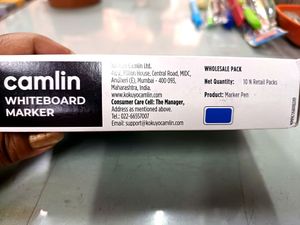 camlin
WHITEBOARD
MARKER
Camlin Ltd.
House, Central Road, MIDC,
Andheri (E), Mumbai - 400 093,
Maharashtra, India.
www.kokuyocamlin.com
Consumer Care Cell: The Manager,
Address as mentioned above.
Tel.: 022-66557007
Email: support@kokuyocamlin.com
WHOLESALE PACK
Net Quantity: 10 N Retail Packs
Product: Marker Pen